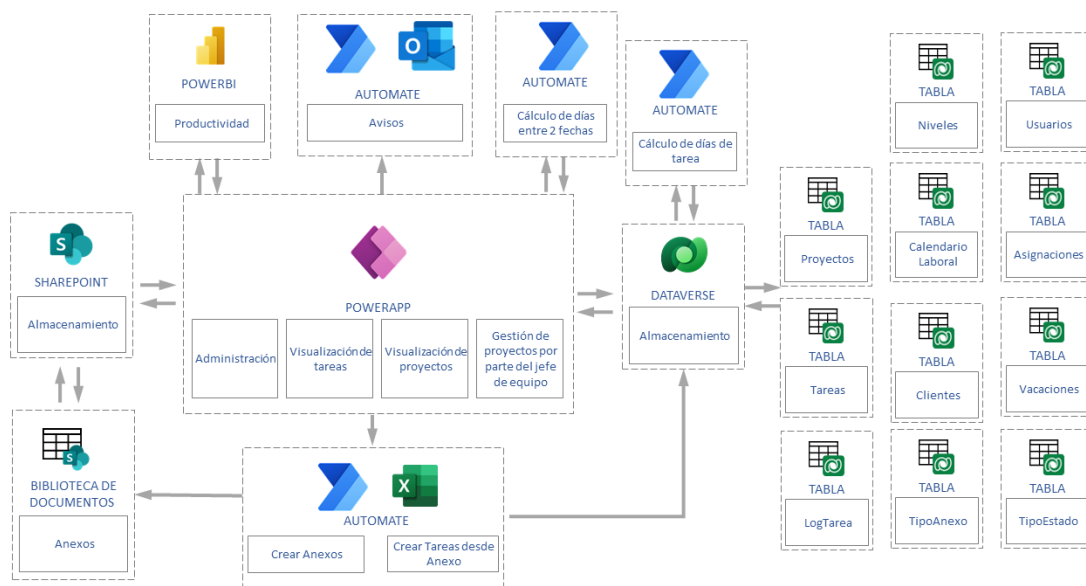 POWERBI
Productividad
AUTOMATE
Avisos
AUTOMATE
Cálculo de días
entre 2 fechas
AUTOMATE
Cálculo de días de
tarea
TABLA
Niveles
TABLA
Usuarios
SHAREPOINT
Almacenamiento
POWERAPP
Administración
Visualización de
tareas
Visualización de
proyectos
Gestión de
proyectos por
parte del jefe
de equipo
DATAVERSE
Almacenamiento
TABLA
Proyectos
TABLA
Calendario
Laboral
TABLA
Asignaciones
TABLA
Tareas
TABLA
Clientes
TABLA
Vacaciones
BIBLIOTECA DE
DOCUMENTOS
Anexos
AUTOMATE
Crear Anexos
Crear Tareas desde
Anexo
TABLA
LogTarea
TABLA
TipoAnexo
TABLA
TipoEstado